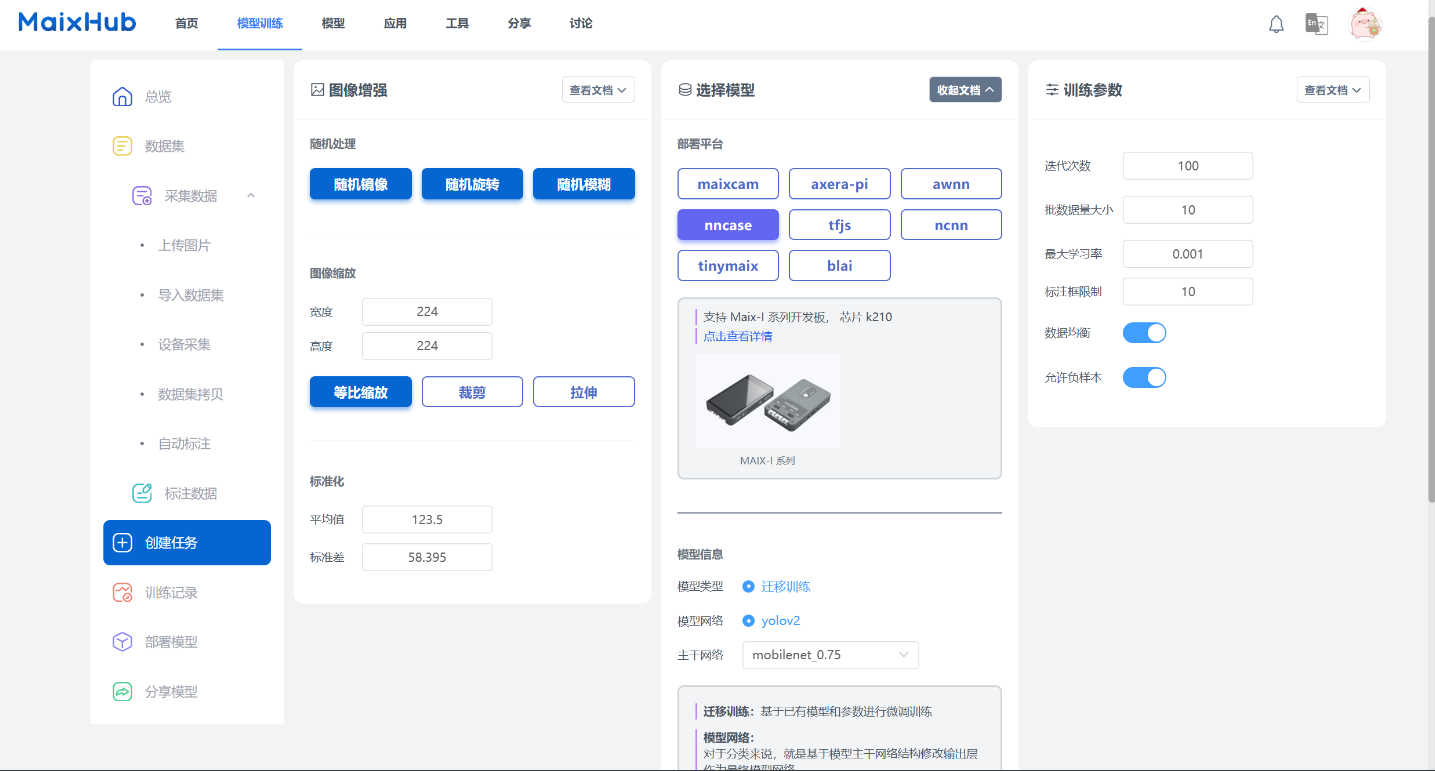 MaixHub
首页
模型训练
模型
应用
工具
分享
讨论
En
文
总览
数据集
采集数据
• 上传图片
• 导入数据集
• 设备采集
• 数据集拷贝
• 自动标注
标注数据
创建任务
训练记录
部署模型
分享模型
图像增强
查看文档
随机处理
随机镜像
随机旋转
随机模糊
图像缩放
宽度 224
高度 224
等比缩放
裁剪
拉伸
标准化
平均值 123.5
标准差 58.395
选择模型
收起文档
部署平台
maixcam
axera-pi
awnn
nncase
tfjs
ncnn
tinymaix
blai
支持 Maix-I 系列开发板， 芯片 k210
点击查看详情
MAIX-I 系列
模型信息
模型类型 迁移训练
模型网络 yolov2
主干网络 mobilenet_0.75
迁移训练：基于已有模型和参数进行微调训练
模型网络：
对于分类来说，就是基于模型主干网络结构修改输出层
作为最终模型网络
训练参数
查看文档
迭代次数 100
批数据量大小 10
最大学习率 0.001
标注框限制 10
数据均衡
允许负样本